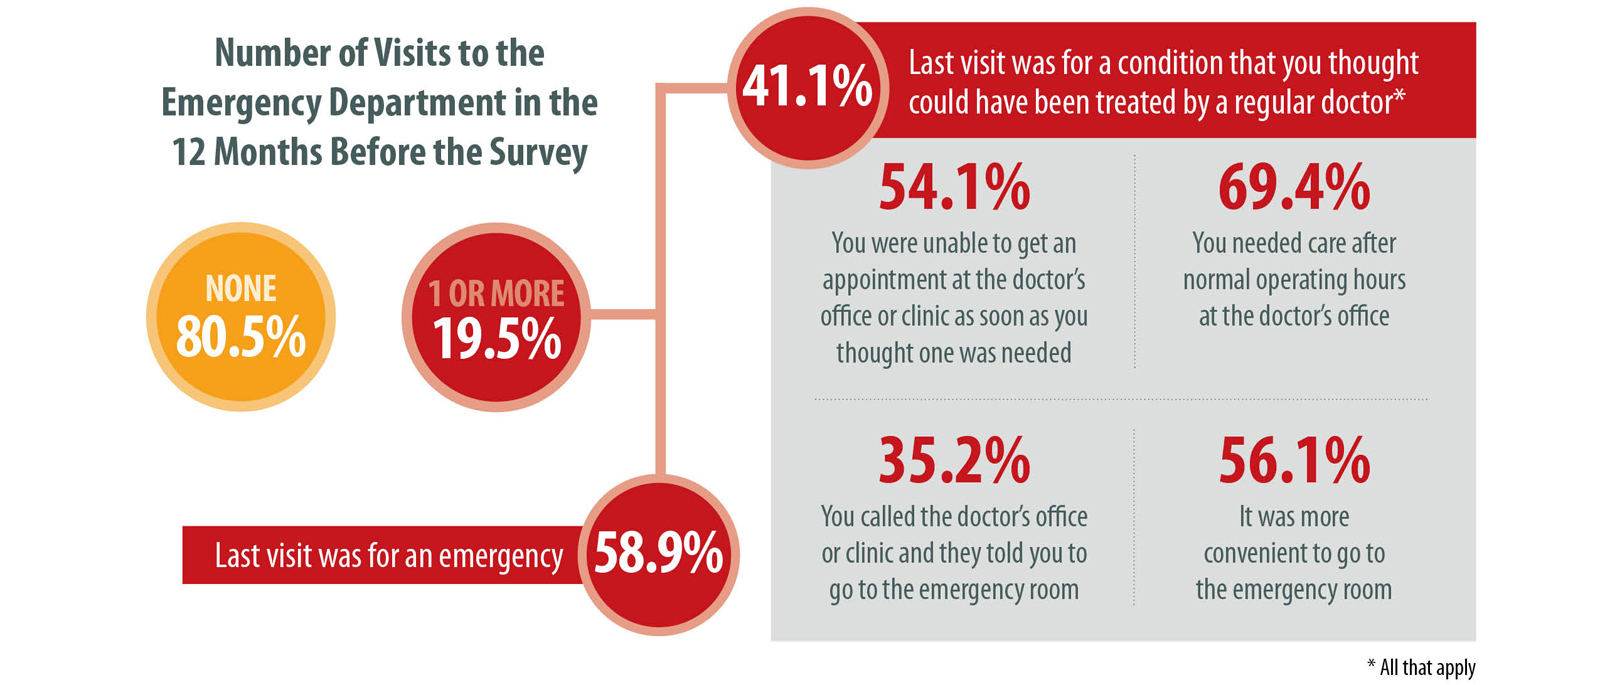 Number of Visits to the
Emergency Department in the
12 Months Before the Survey
NONE
80.5%
1 OR MORE
19.5%
41.1%
Last visit was for a condition that you thought
could have been treated by a regular doctor*
54.1%
You were unable to get an
appointment at the doctor’s
office or clinic as soon as you
thought one was needed
69.4%
You needed care after
normal operating hours
at the doctor’s office
35.2%
You called the doctor’s office
or clinic and they told you to
go to the emergency room
56.1%
It was more
convenient to go to
the emergency room
Last visit was for an emergency
58.9%
* All that apply